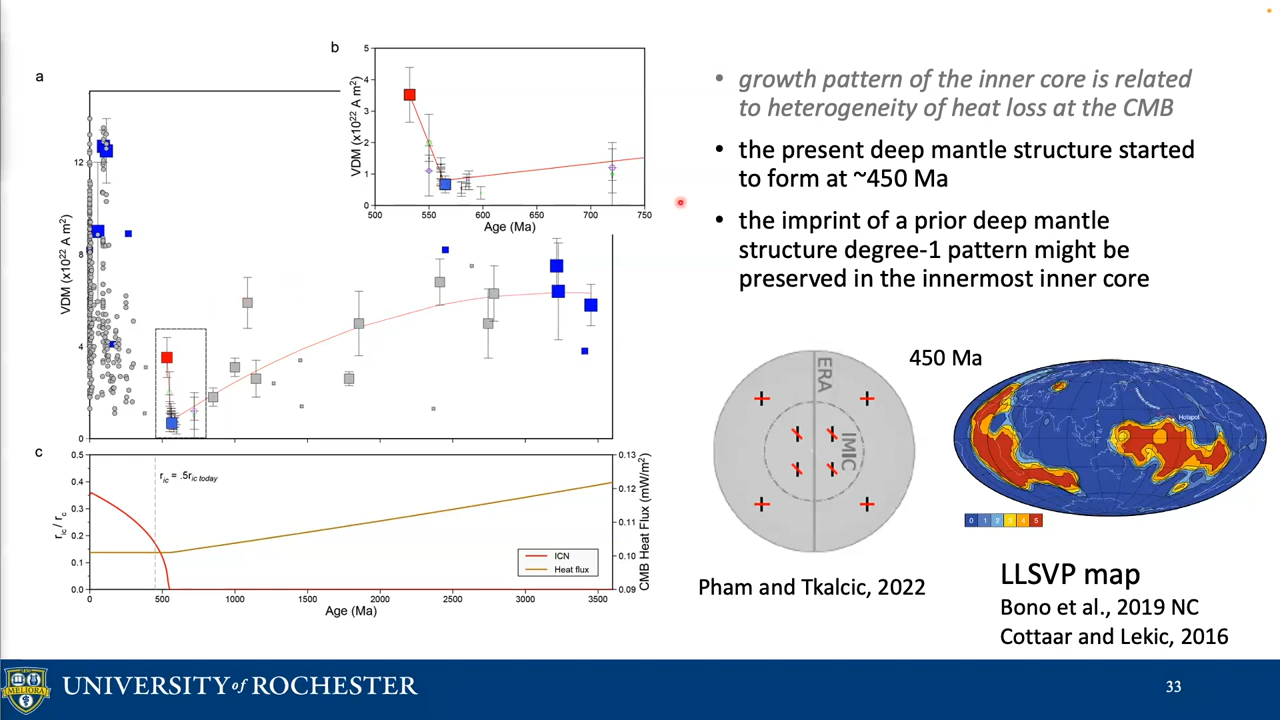 a
VDM (x10²² A m²)
12
8
4
0
b
VDM (x10²² A m²)
5
4
3
2
1
0
500 550 600 650 700 750
Age (Ma)
c
r_ic / r_c
0.5
0.4
0.3
0.2
0.1
0.0
r_ic = .5r_ic today
0.13
0.12
0.11
0.10
0.09
CMB Heat Flux (mW/m²)
ICN
Heat flux
0 500 1000 1500 2000 2500 3000 3500
Age (Ma)
• growth pattern of the inner core is related
to heterogeneity of heat loss at the CMB
• the present deep mantle structure started
to form at ~450 Ma
• the imprint of a prior deep mantle
structure degree-1 pattern might be
preserved in the innermost inner core
ERA
IMIC
Pham and Tkalcic, 2022
450 Ma
Hotspot
0 1 2 3 4 5
LLSVP map
Bono et al., 2019 NC
Cottaar and Lekic, 2016
MELIORA
UNIVERSITY of ROCHESTER
33